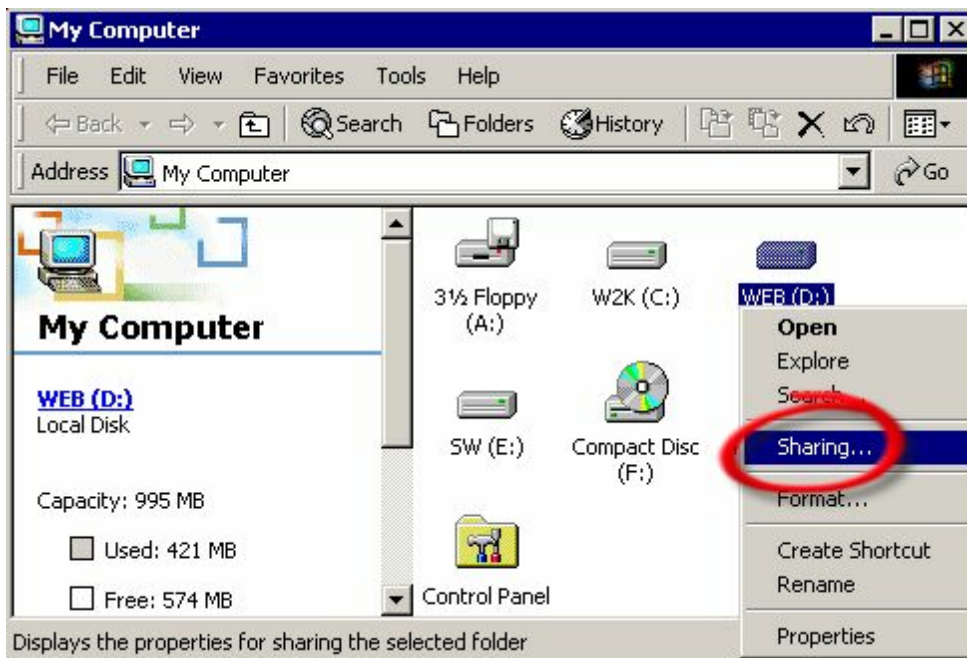 My Computer
File Edit View Favorites Tools Help
Back Search Folders History
Address My Computer Go
3½ Floppy
(A:)
W2K (C:)
WEB (D:)
My Computer
WEB (D:)
Local Disk
Capacity: 995 MB
Used: 421 MB
Free: 574 MB
SW (E:)
Compact Disc
(F:)
Control Panel
Open
Explore
Search...
Sharing...
Format...
Create Shortcut
Rename
Properties
Displays the properties for sharing the selected folder